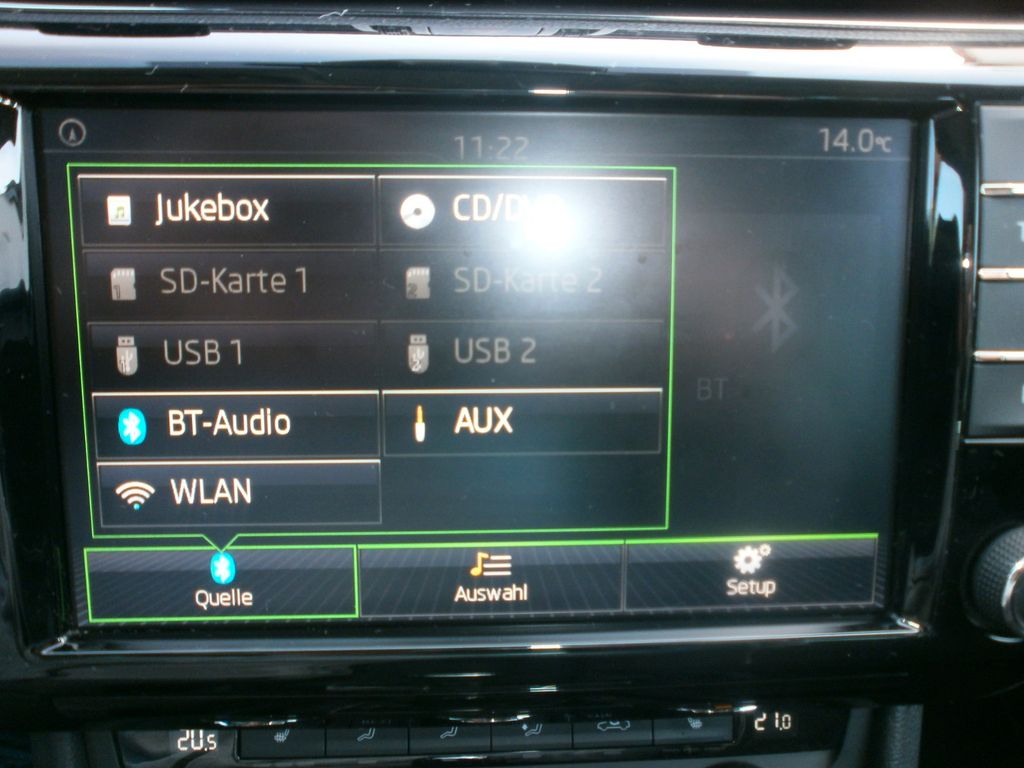 11:22
14.0°C
Jukebox
CD/DVD
SD-Karte 1
SD-Karte 2
USB 1
USB 2
BT
BT-Audio
AUX
WLAN
Quelle
Auswahl
Setup
20.5
21.0